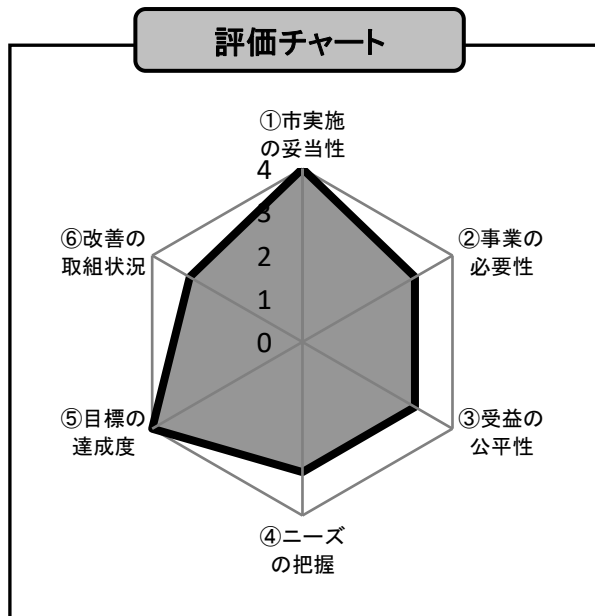 評価チャート
①市実施
の妥当性
4
3
2
1
0
②事業の
必要性
③受益の
公平性
④ニーズ
の把握
⑤目標の
達成度
⑥改善の
取組状況